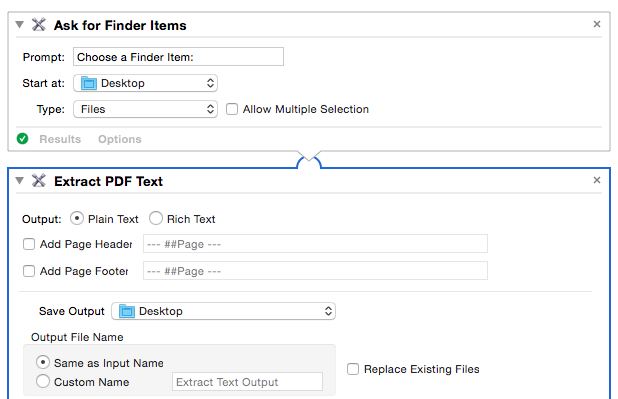 Ask for Finder Items
Prompt: Choose a Finder Item:
Start at: Desktop
Type: Files Allow Multiple Selection
Results Options
Extract PDF Text
Output: Plain Text Rich Text
Add Page Header --- ##Page ---
Add Page Footer --- ##Page ---
Save Output Desktop
Output File Name
Same as Input Name
Replace Existing Files
Custom Name Extract Text Output